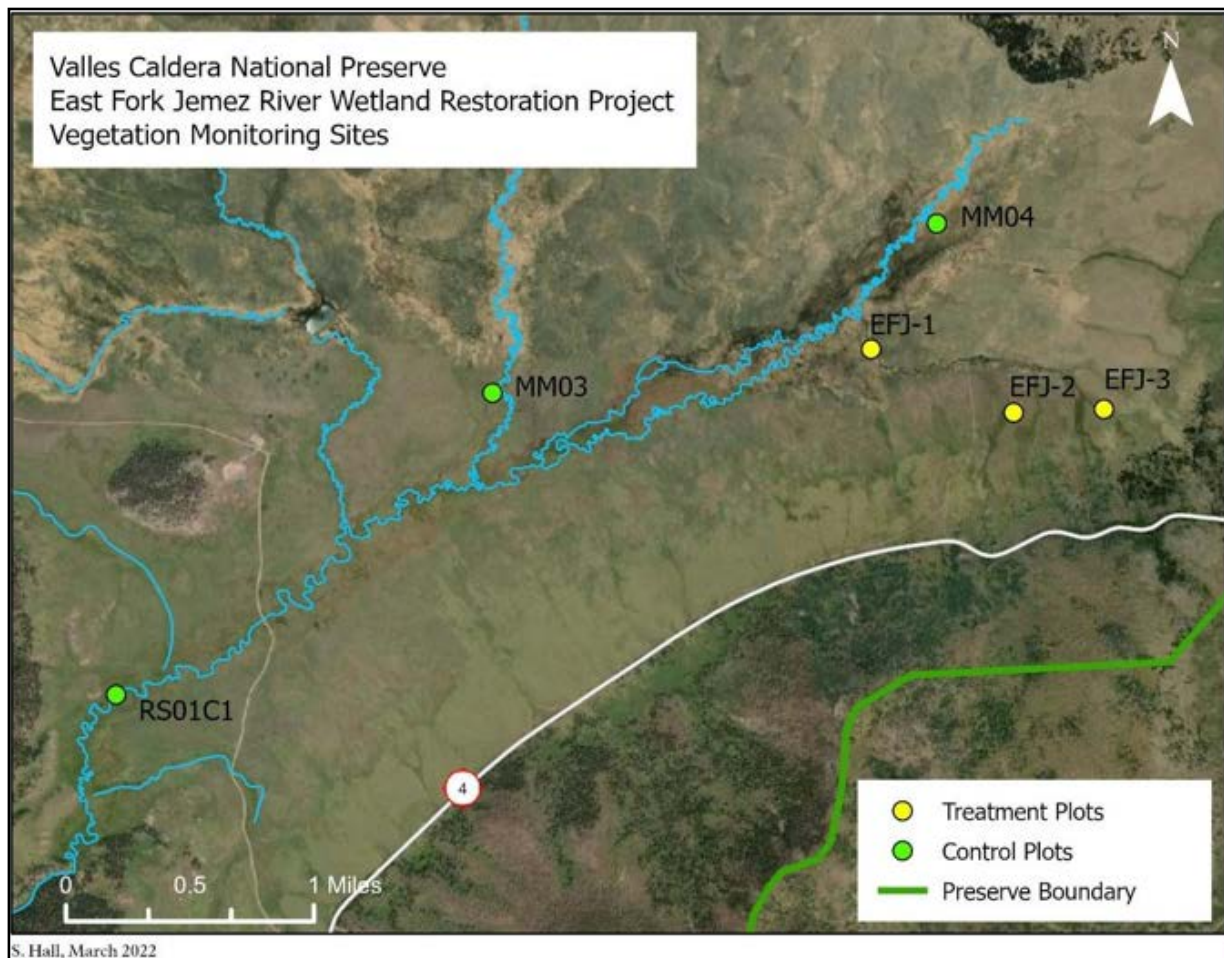 Valles Caldera National Preserve
East Fork Jemez River Wetland Restoration Project
Vegetation Monitoring Sites
N
MM04
EFJ-1
MM03
EFJ-2
EFJ-3
RS01C1
4
0 0.5 1 Miles
Treatment Plots
Control Plots
Preserve Boundary
S. Hall, March 2022